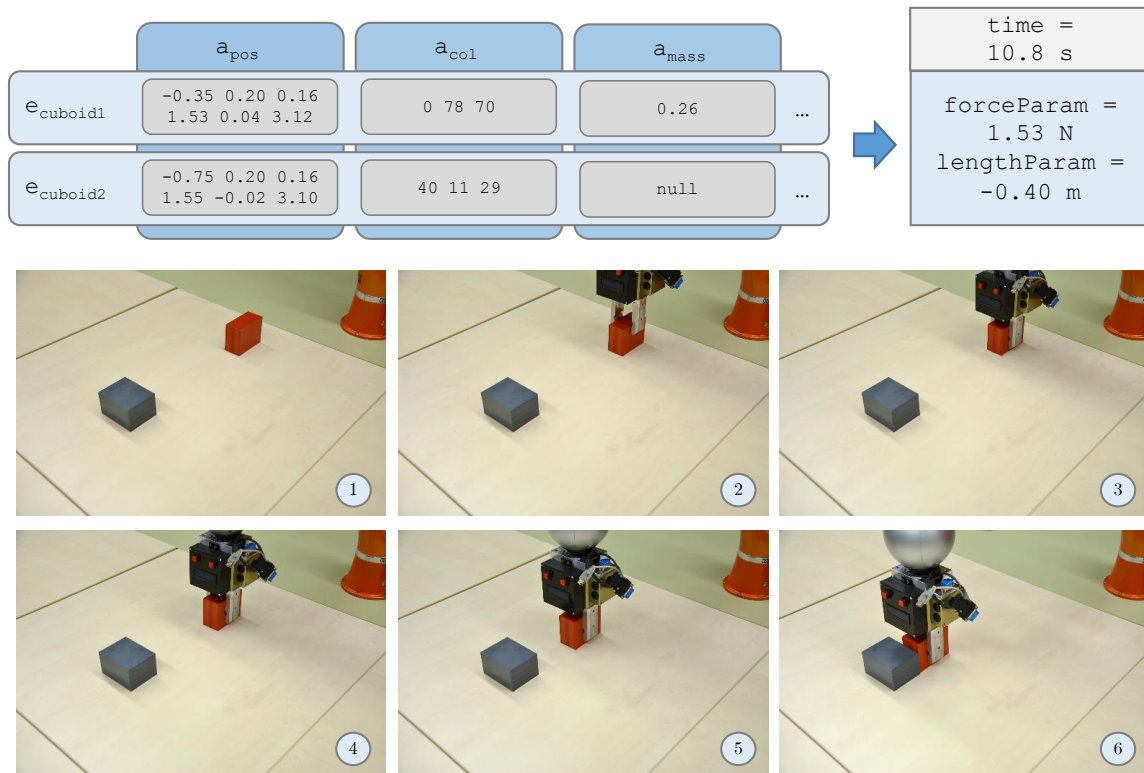 a_pos a_col a_mass
e_cuboid1
-0.35 0.20 0.16
1.53 0.04 3.12
0 78 70
0.26
...
e_cuboid2
-0.75 0.20 0.16
1.55 -0.02 3.10
40 11 29
null
...
time =
10.8 s
forceParam =
1.53 N
lengthParam =
-0.40 m
1
2
3
4
5
6